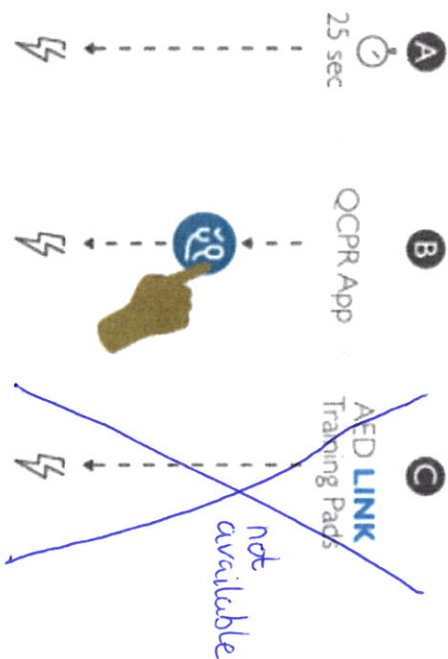 A
25 sec
B
QCPR App
C
AED LINK
Training Pads
not
available